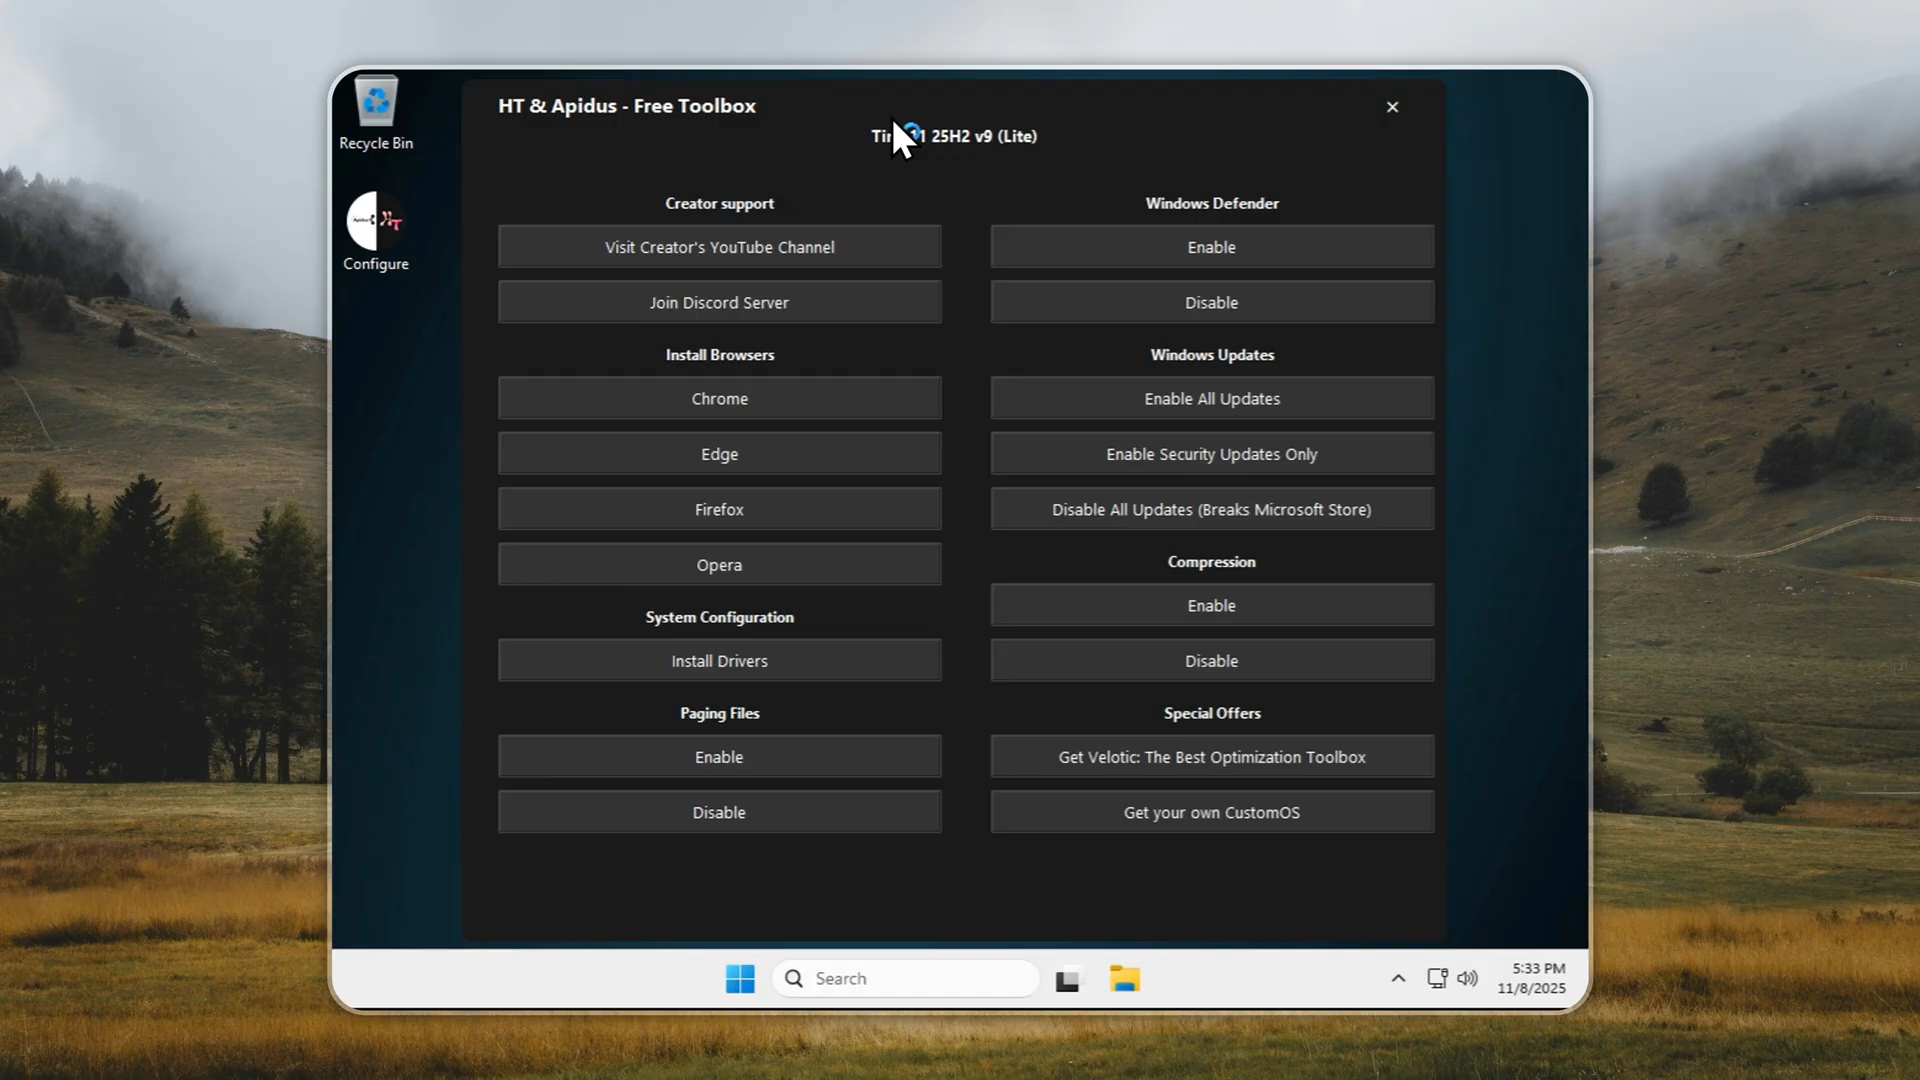 Recycle Bin
Configure
HT & Apidus - Free Toolbox
25H2 v9 (Lite)
Creator support
Visit Creator's YouTube Channel
Join Discord Server
Install Browsers
Chrome
Edge
Firefox
Opera
System Configuration
Install Drivers
Paging Files
Enable
Disable
Windows Defender
Enable
Disable
Windows Updates
Enable All Updates
Enable Security Updates Only
Disable All Updates (Breaks Microsoft Store)
Compression
Enable
Disable
Special Offers
Get Velotic: The Best Optimization Toolbox
Get your own CustomOS
Search
5:33 PM
11/8/2025